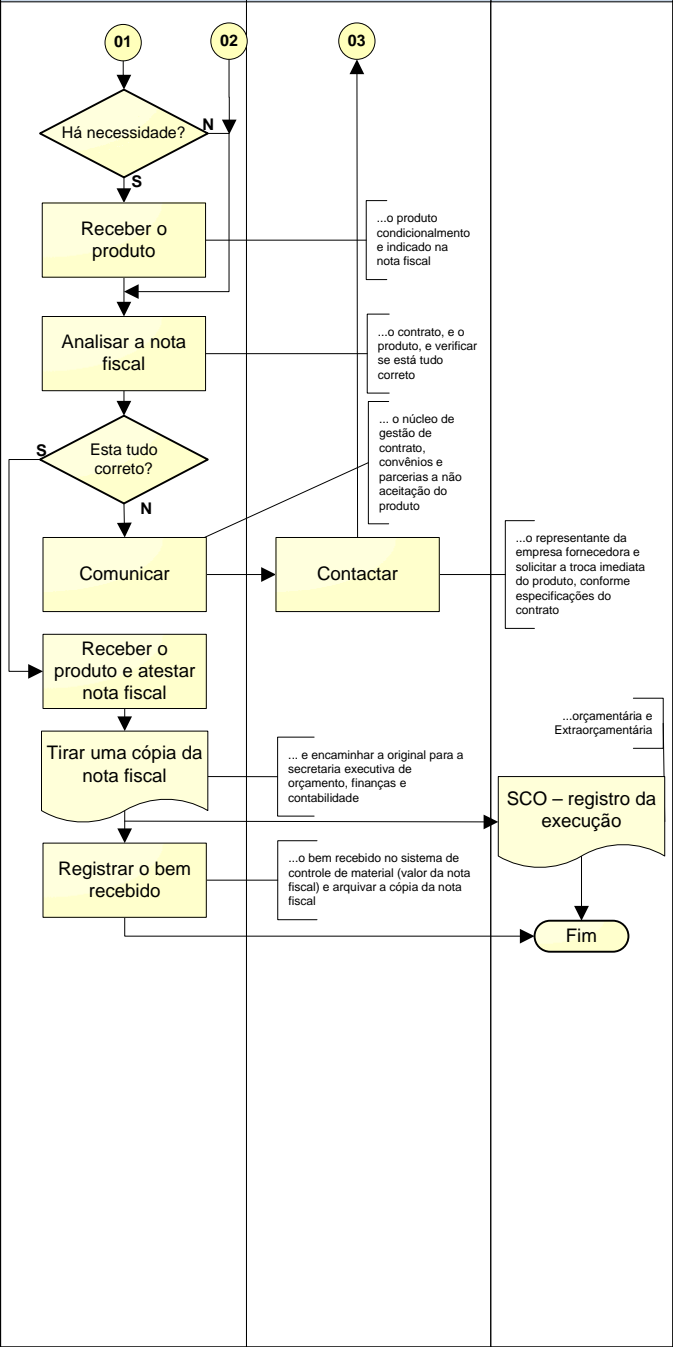 01
02
03
Há necessidade?
N
S
Receber o
produto
...o produto
condicionalmento
e indicado na
nota fiscal
Analisar a nota
fiscal
...o contrato, e o
produto, e verificar
se está tudo
correto
S
Esta tudo
correto?
N
... o núcleo de
gestão de
contrato,
convênios e
parcerias a não
aceitação do
produto
Comunicar
Contactar
...o representante da
empresa fornecedora e
solicitar a troca imediata
do produto, conforme
especificações do
contrato
Receber o
produto e atestar
nota fiscal
...orçamentária e
Extraorçamentária
Tirar uma cópia da
nota fiscal
... e encaminhar a original para a
secretaria executiva de
orçamento, finanças e
contabilidade
SCO – registro da
execução
Registrar o bem
recebido
...o bem recebido no sistema de
controle de material (valor da nota
fiscal) e arquivar a cópia da nota
fiscal
Fim